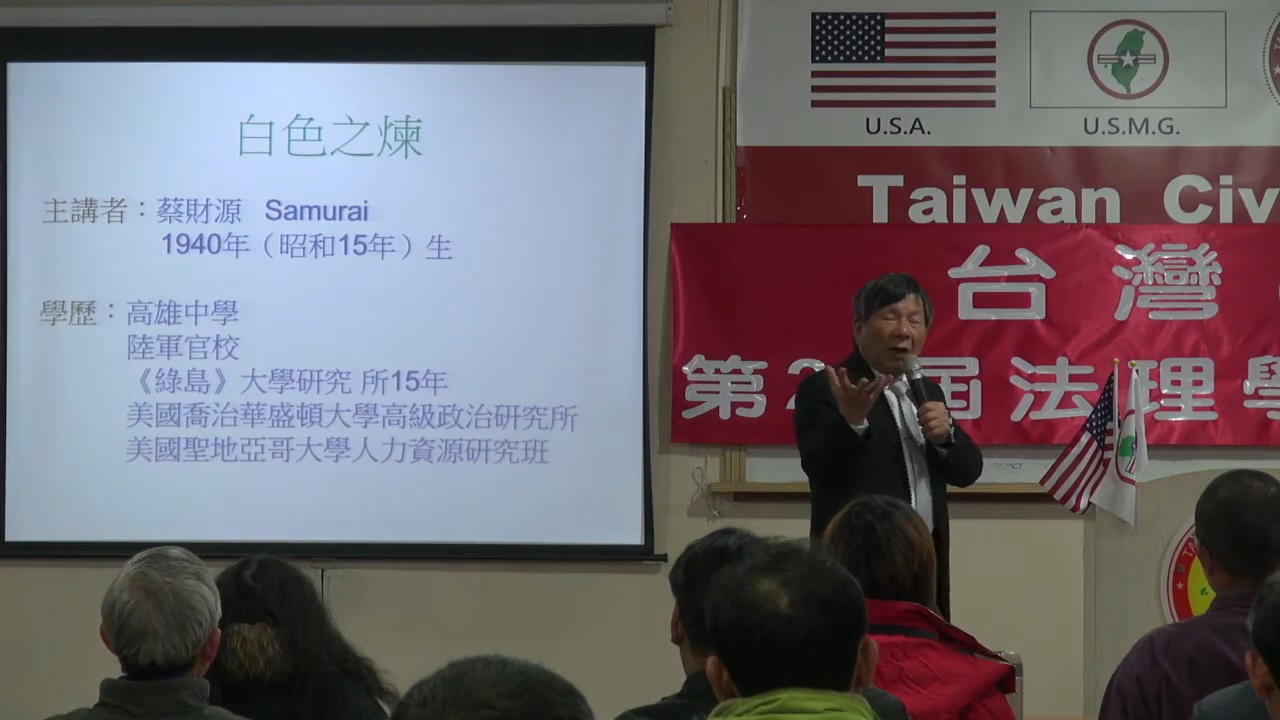 白色之煉
主講者：蔡財源 Samurai
1940年（昭和15年）生
學歷：高雄中學
陸軍官校
《綠島》大學研究 所15年
美國喬治華盛頓大學高級政治研究所
美國聖地亞哥大學人力資源研究班
U.S.A.
U.S.M.G.
Taiwan Civ
台灣
第2 屆法理學